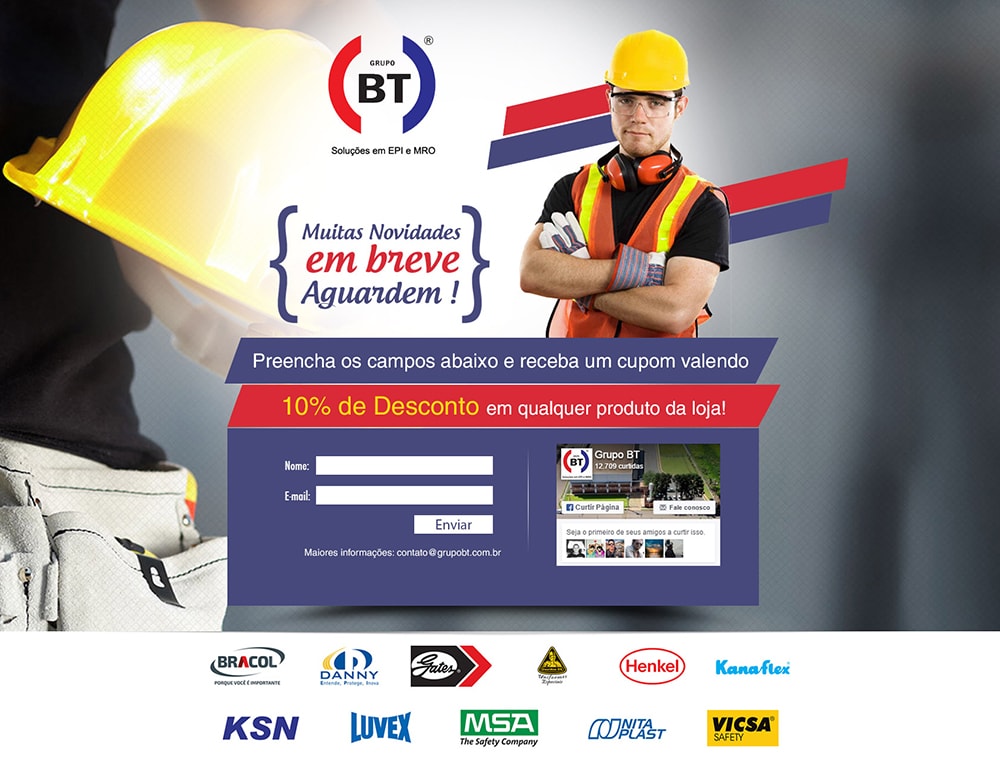 GRUPO
BT
®
Soluções em EPI e MRO
Muitas Novidades
em breve
Aguardem !
Preencha os campos abaixo e receba um cupom valendo
10% de Desconto em qualquer produto da loja!
Nome:
E-mail:
Enviar
Maiores informações: contato@grupobt.com.br
BT
Grupo BT
12.709 curtidas
Curtir Página
Fale conosco
Seja o primeiro de seus amigos a curtir isso.
BRACOL
PORQUE VOCÊ É IMPORTANTE
DANNY
Entende, Protege, Inova
Gates®
Henkel
Kanaflex
KSN
LUVEX
MSA
The Safety Company
NITA
PLAST
VICSA
SAFETY